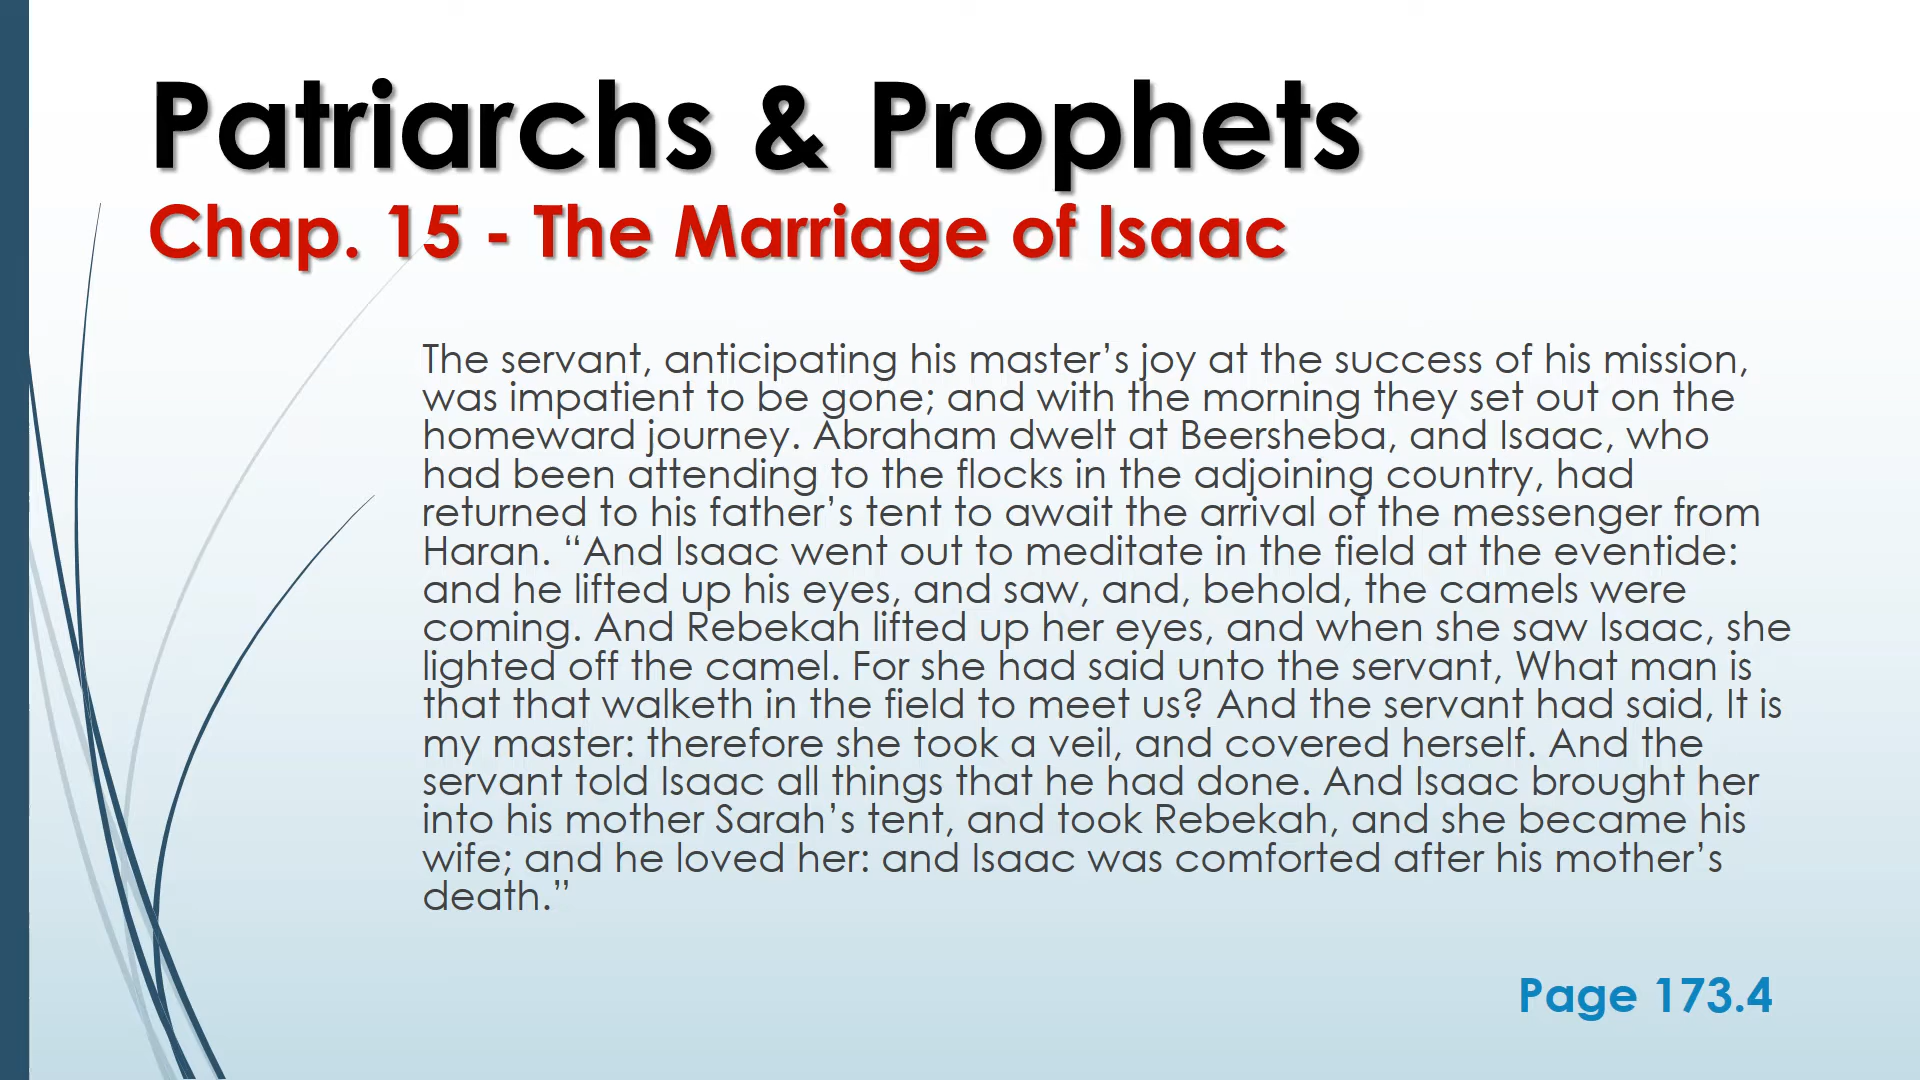 Patriarchs & Prophets
Chap. 15 - The Marriage of Isaac
The servant, anticipating his master’s joy at the success of his mission,
was impatient to be gone; and with the morning they set out on the
homeward journey. Abraham dwelt at Beersheba, and Isaac, who
had been attending to the flocks in the adjoining country, had
returned to his father’s tent to await the arrival of the messenger from
Haran. “And Isaac went out to meditate in the field at the eventide:
and he lifted up his eyes, and saw, and, behold, the camels were
coming. And Rebekah lifted up her eyes, and when she saw Isaac, she
lighted off the camel. For she had said unto the servant, What man is
that that walketh in the field to meet us? And the servant had said, It is
my master: therefore she took a veil, and covered herself. And the
servant told Isaac all things that he had done. And Isaac brought her
into his mother Sarah’s tent, and took Rebekah, and she became his
wife; and he loved her: and Isaac was comforted after his mother’s
death.”
Page 173.4